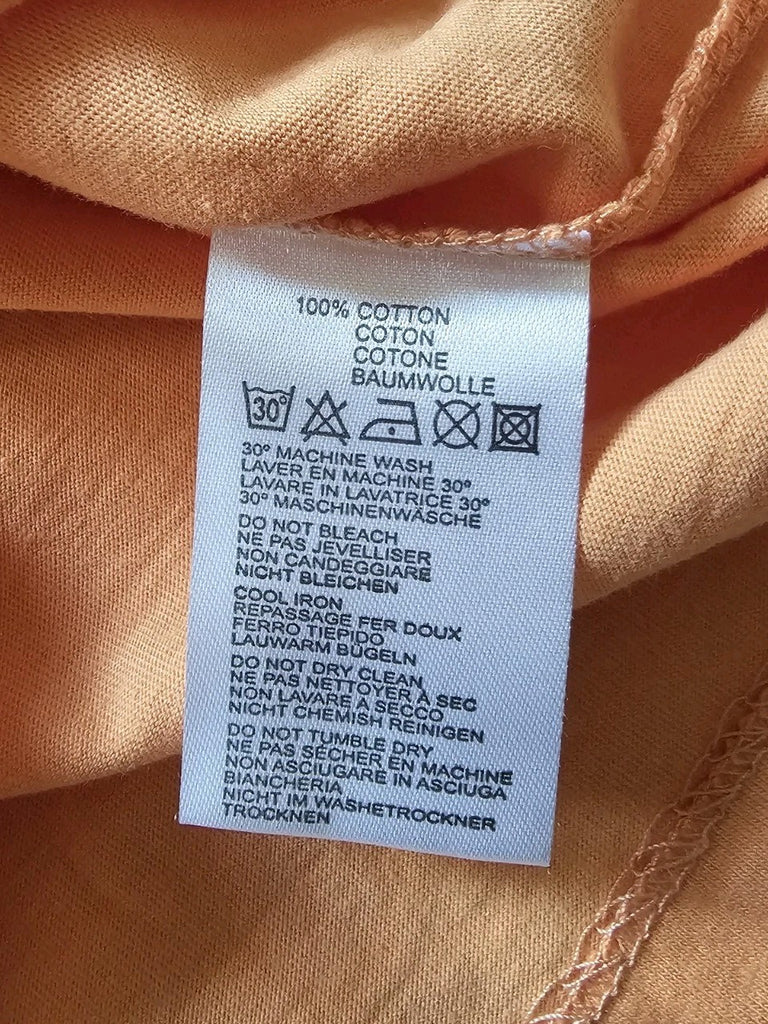 100% COTTON
COTON
COTONE
BAUMWOLLE
30°
30° MACHINE WASH
LAVER EN MACHINE 30°
LAVARE IN LAVATRICE 30°
30° MASCHINENWÄSCHE
DO NOT BLEACH
NE PAS JEVELLISER
NON CANDEGGIARE
NICHT BLEICHEN
COOL IRON
REPASSAGE FER DOUX
FERRO TIEPIDO
LAUWARM BÜGELN
DO NOT DRY CLEAN
NE PAS NETTOYER À SEC
NON LAVARE A SECCO
NICHT CHEMISH REINIGEN
DO NOT TUMBLE DRY
NE PAS SÉCHER EN MACHINE
NON ASCIUGARE IN ASCIUGA
BIANCHERIA
NICHT IM WASHETROCKNER
TROCKNEN